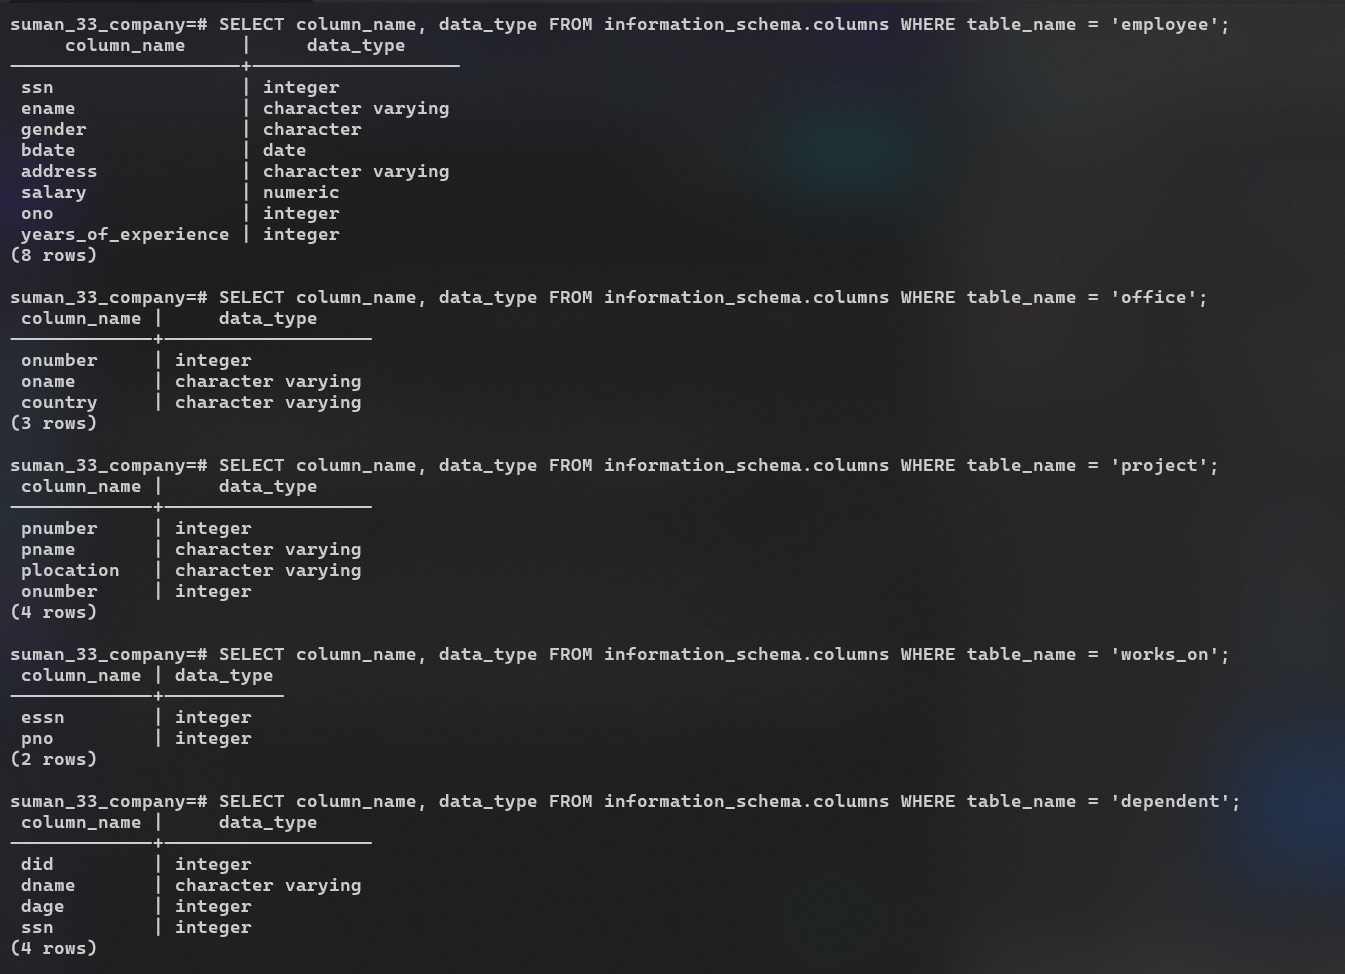 suman_33_company=# SELECT column_name, data_type FROM information_schema.columns WHERE table_name = 'employee';
     column_name     |     data_type
---------------------+-------------------
 ssn                 | integer
 ename               | character varying
 gender              | character
 bdate               | date
 address             | character varying
 salary              | numeric
 ono                 | integer
 years_of_experience | integer
(8 rows)

suman_33_company=# SELECT column_name, data_type FROM information_schema.columns WHERE table_name = 'office';
 column_name |     data_type
-------------+-------------------
 onumber     | integer
 oname       | character varying
 country     | character varying
(3 rows)

suman_33_company=# SELECT column_name, data_type FROM information_schema.columns WHERE table_name = 'project';
 column_name |     data_type
-------------+-------------------
 pnumber     | integer
 pname       | character varying
 plocation   | character varying
 onumber     | integer
(4 rows)

suman_33_company=# SELECT column_name, data_type FROM information_schema.columns WHERE table_name = 'works_on';
 column_name | data_type
-------------+-----------
 essn        | integer
 pno         | integer
(2 rows)

suman_33_company=# SELECT column_name, data_type FROM information_schema.columns WHERE table_name = 'dependent';
 column_name |     data_type
-------------+-------------------
 did         | integer
 dname       | character varying
 dage        | integer
 ssn         | integer
(4 rows)